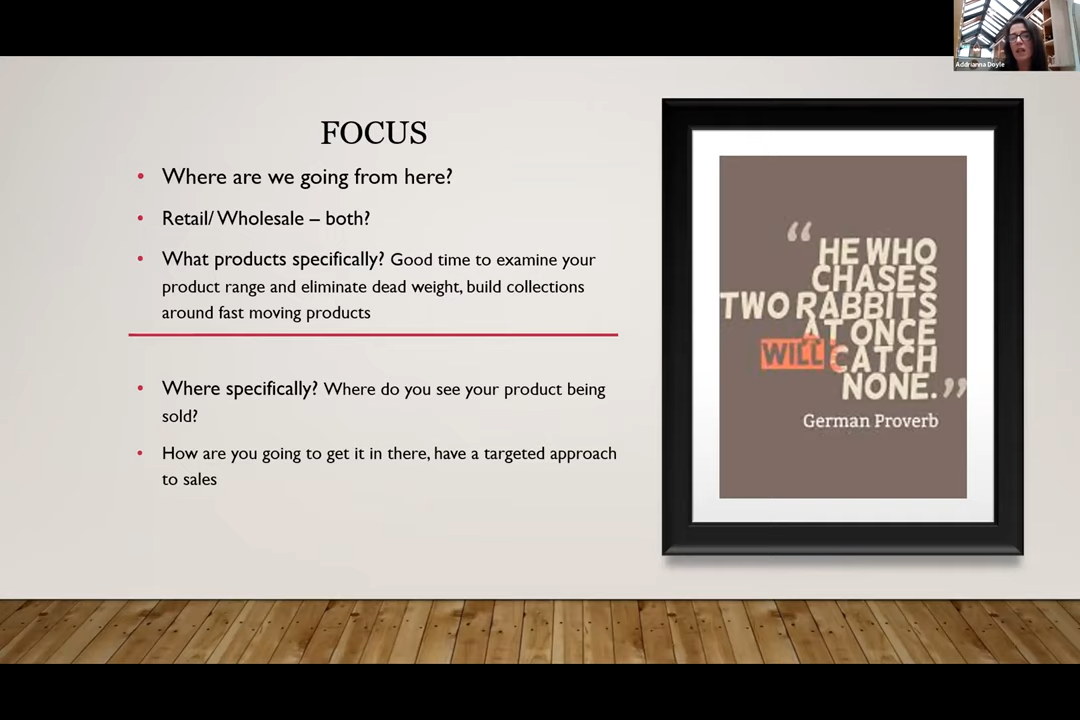 Addrianna Doyle
FOCUS
• Where are we going from here?
• Retail/ Wholesale – both?
• What products specifically? Good time to examine your
product range and eliminate dead weight, build collections
around fast moving products
• Where specifically? Where do you see your product being
sold?
• How are you going to get it in there, have a targeted approach
to sales
“ HE WHO
CHASES
TWO RABBITS
AT ONCE
WILL CATCH
NONE.”
German Proverb